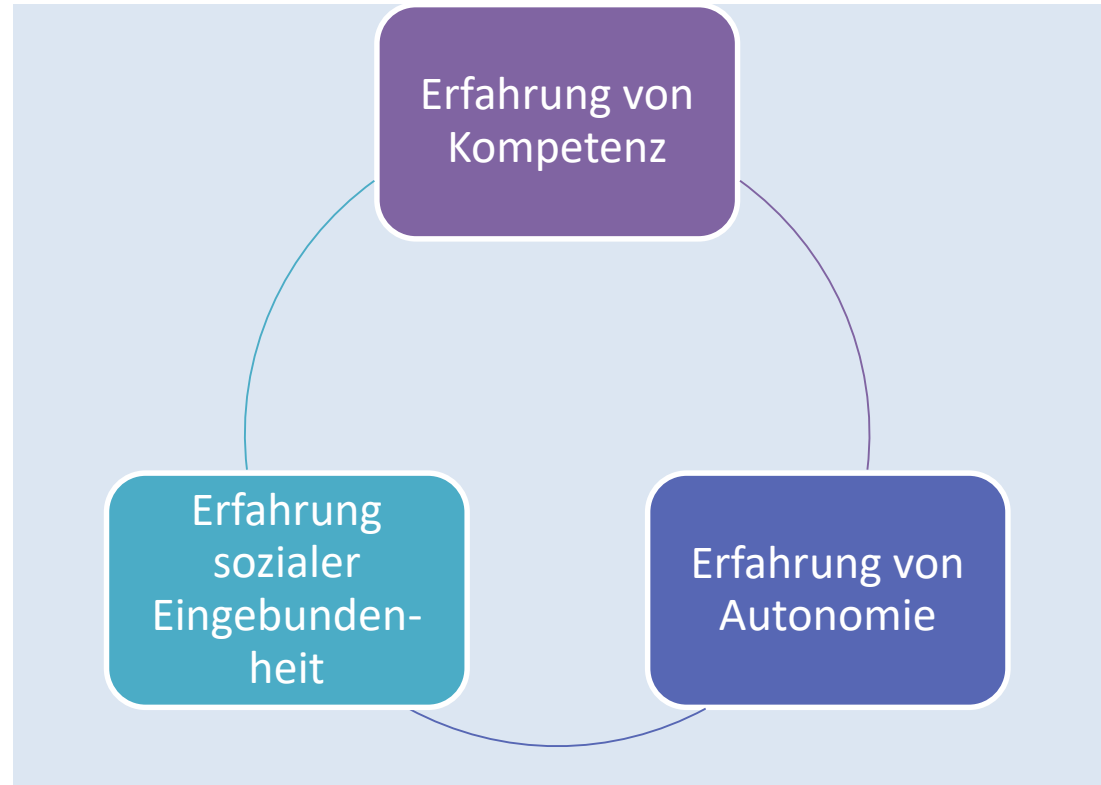 Erfahrung von
Kompetenz
Erfahrung
sozialer
Eingebunden-
heit
Erfahrung von
Autonomie